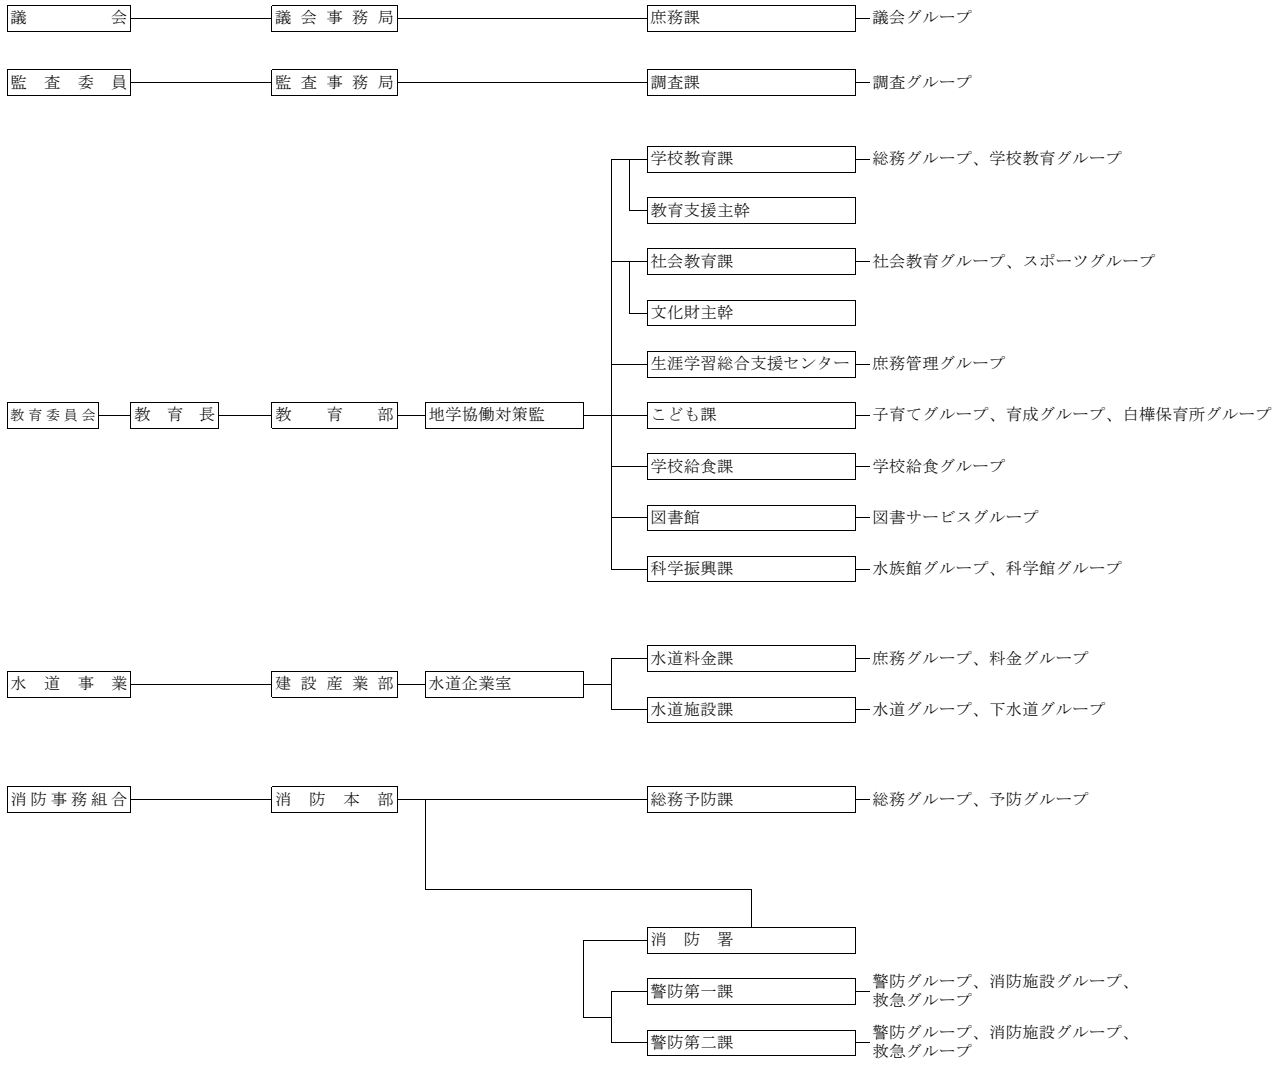 議会 議会事務局 庶務課 議会グループ
監査委員 監査事務局 調査課 調査グループ
学校教育課 総務グループ、学校教育グループ
教育支援主幹
社会教育課 社会教育グループ、スポーツグループ
文化財主幹
生涯学習総合支援センター 庶務管理グループ
教育委員会 教育長 教育部 地学協働対策監 こども課 子育てグループ、育成グループ、白樺保育所グループ
学校給食課 学校給食グループ
図書館 図書サービスグループ
科学振興課 水族館グループ、科学館グループ
水道料金課 庶務グループ、料金グループ
水道事業 建設産業部 水道企業室
水道施設課 水道グループ、下水道グループ
消防事務組合 消防本部 総務予防課 総務グループ、予防グループ
消防署
警防第一課 警防グループ、消防施設グループ、
救急グループ
警防第二課 警防グループ、消防施設グループ、
救急グループ